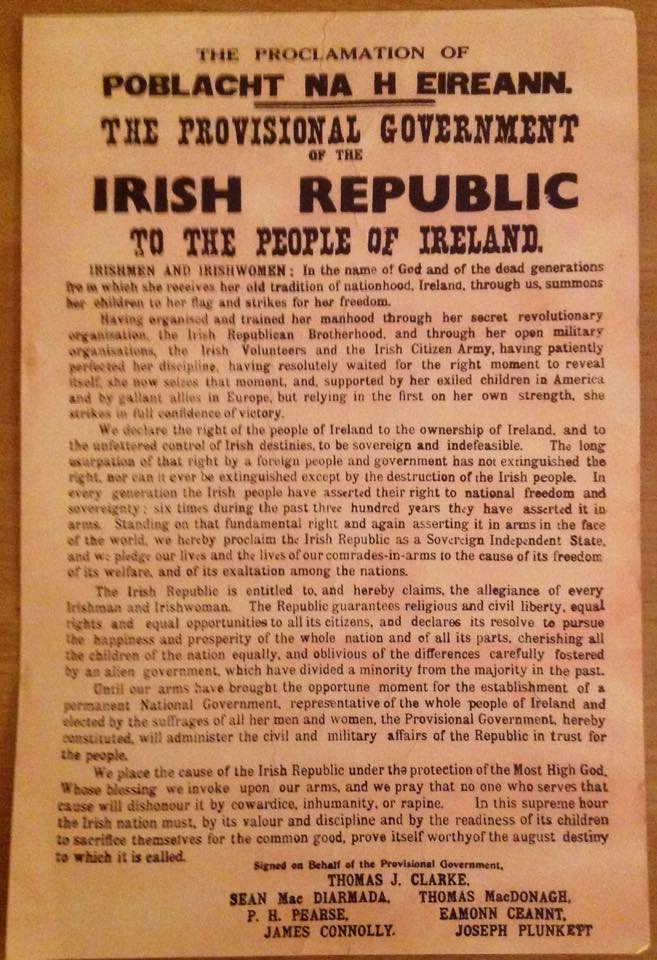 THE PROCLAMATION OF
POBLACHT NA H EIREANN.
THE PROVISIONAL GOVERNMENT
OF THE
IRISH REPUBLIC
TO THE PEOPLE OF IRELAND.
IRISHMEN AND IRISHWOMEN : In the name of God and of the dead generations
from which she receives her old tradition of nationhood, Ireland, through us, summons
her children to her flag and strikes for her freedom.
Having organised and trained her manhood through her secret revolutionary
organisation, the Irish Republican Brotherhood, and through her open military
organisations, the Irish Volunteers and the Irish Citizen Army, having patiently
perfected her discipline, having resolutely waited for the right moment to reveal
itself, she now seizes that moment, and, supported by her exiled children in America
and by gallant allies in Europe, but relying in the first on her own strength, she
strikes in full confidence of victory.
We declare the right of the people of Ireland to the ownership of Ireland, and to
the unfettered control of Irish destinies, to be sovereign and indefeasible. The long
usurpation of that right by a foreign people and government has not extinguished the
right, nor can it ever be extinguished except by the destruction of the Irish people. In
every generation the Irish people have asserted their right to national freedom and
sovereignty ; six times during the past three hundred years they have asserted it in
arms. Standing on that fundamental right and again asserting it in arms in the face
of the world, we hereby proclaim the Irish Republic as a Sovereign Independent State,
and we pledge our lives and the lives of our comrades-in-arms to the cause of its freedom
of its welfare, and of its exaltation among the nations.
The Irish Republic is entitled to, and hereby claims, the allegiance of every
Irishman and Irishwoman. The Republic guarantees religious and civil liberty, equal
rights and equal opportunities to all its citizens, and declares its resolve to pursue
the happiness and prosperity of the whole nation and of all its parts, cherishing all
the children of the nation equally, and oblivious of the differences carefully fostered
by an alien government, which have divided a minority from the majority in the past.
Until our arms have brought the opportune moment for the establishment of a
permanent National Government, representative of the whole people of Ireland and
elected by the suffrages of all her men and women, the Provisional Government, hereby
constituted, will administer the civil and military affairs of the Republic in trust for
the people.
We place the cause of the Irish Republic under the protection of the Most High God,
Whose blessing we invoke upon our arms, and we pray that no one who serves that
cause will dishonour it by cowardice, inhumanity, or rapine. In this supreme hour
the Irish nation must, by its valour and discipline and by the readiness of its children
to sacrifice themselves for the common good, prove itself worthy of the august destiny
to which it is called.
Signed on Behalf of the Provisional Government,
THOMAS J. CLARKE,
SEAN Mac DIARMADA, THOMAS MacDONAGH,
P. H. PEARSE, EAMONN CEANNT,
JAMES CONNOLLY. JOSEPH PLUNKETT